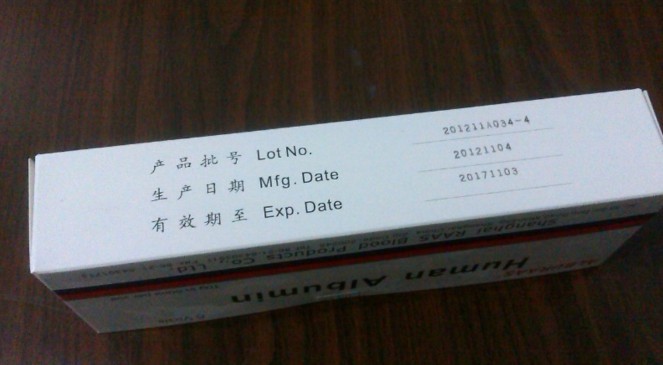 产品批号 Lot No. 201211A034-4
生产日期 Mfg. Date 20121104
有效期至 Exp. Date 20171103
Shanghai RAAS Blood Products Co., Ltd.
Human Albumin